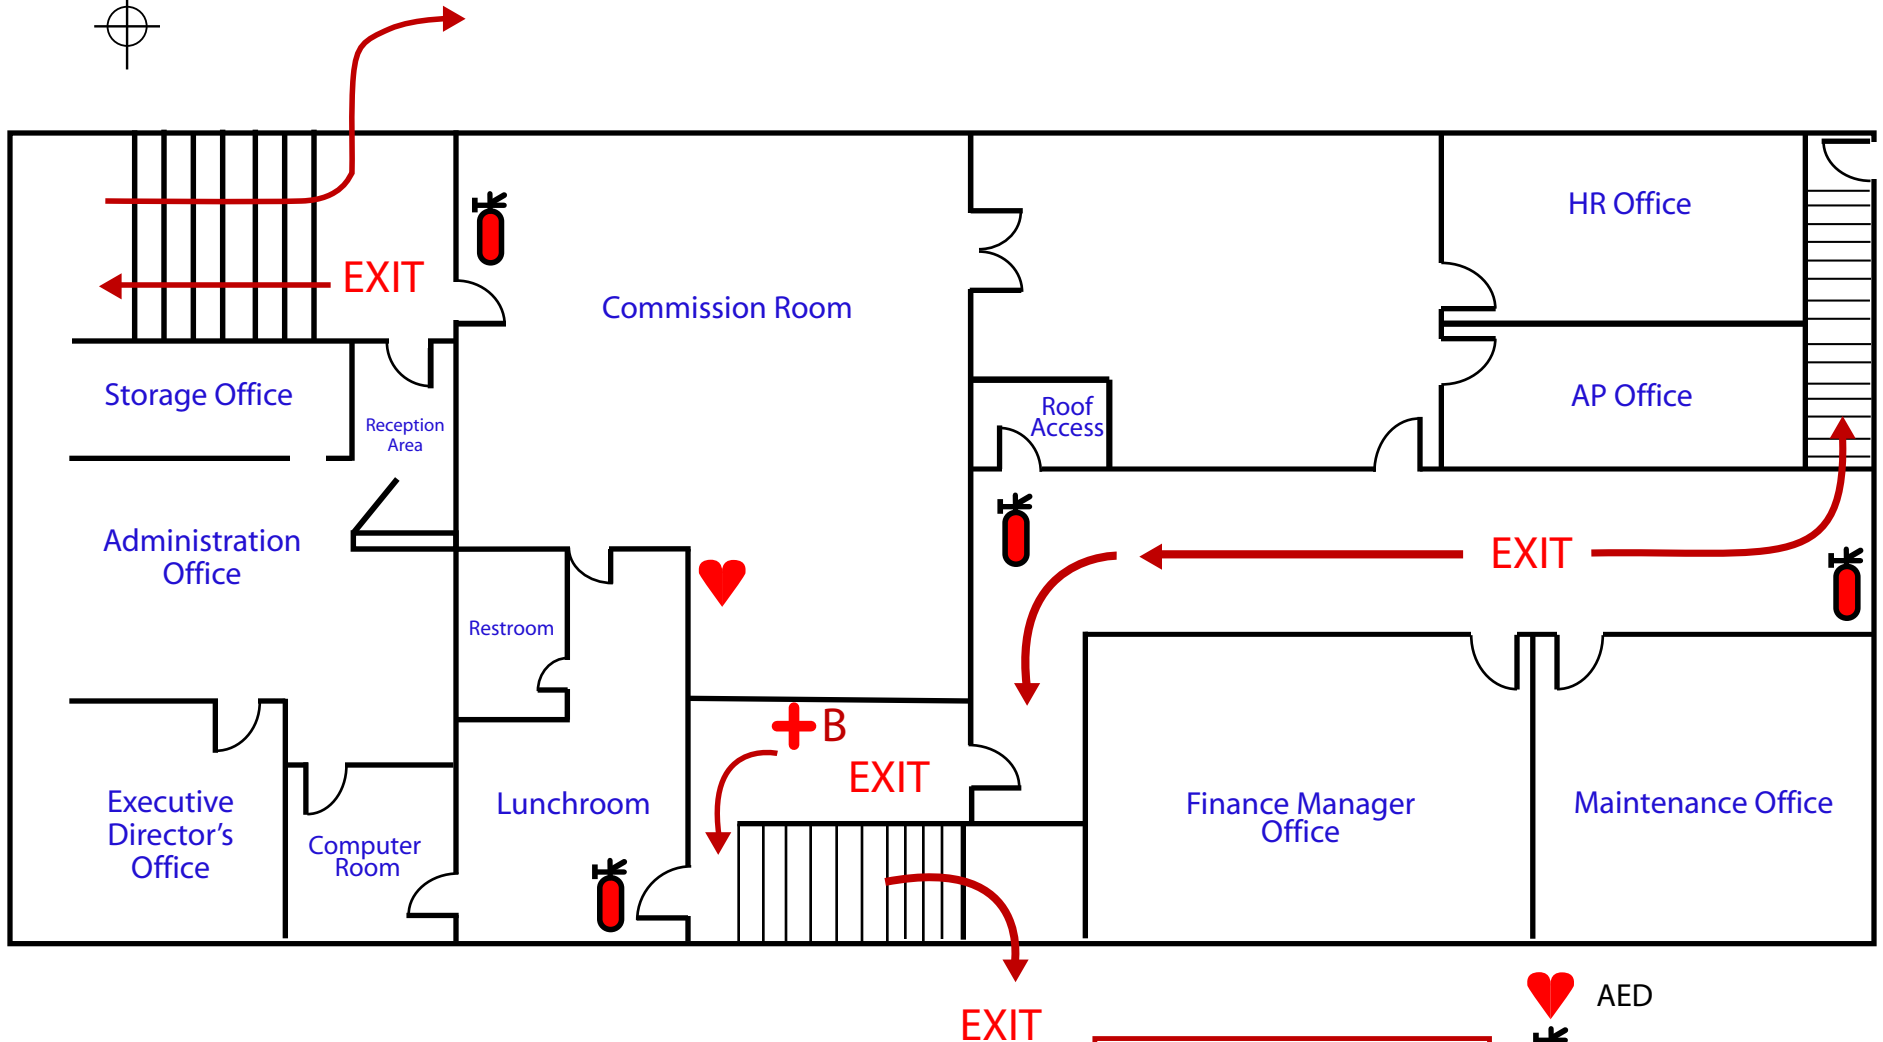 HR Office
EXIT
Commission Room
Storage Office
AP Office
Roof
Access
Reception
Area
Administration
Office
EXIT
Restroom
B
EXIT
Executive
Director’s
Office
Lunchroom
Finance Manager
Office
Maintenance Office
Computer
Room
AED
EXIT